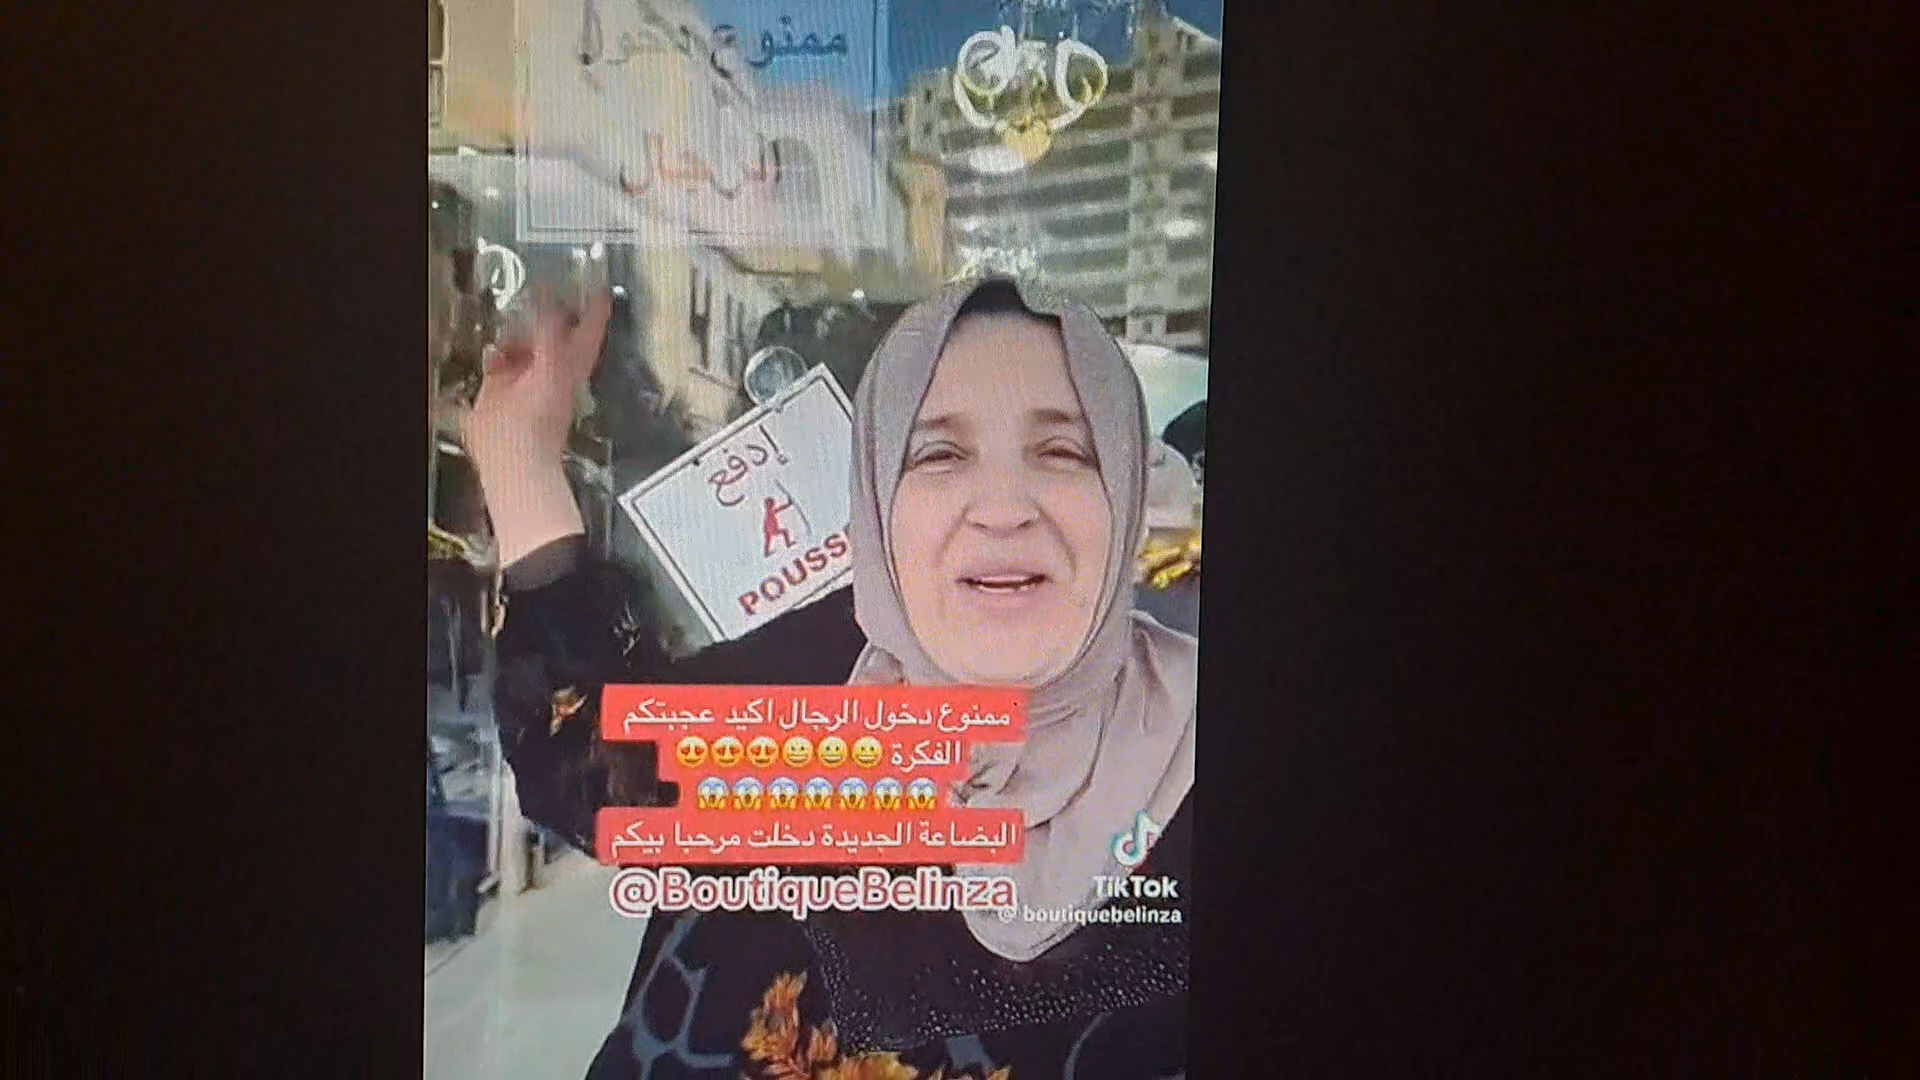 ممنوع دخول
الرجال
إدفع
POUSS
ممنوع دخول الرجال اكيد عجبتكم
الفكرة 😀😀😀😍😍😍
😱😱😱😱😱😱😱
البضاعة الجديدة دخلت مرحبا بيكم
@BoutiqueBelinza
TikTok
@boutiquebelinza